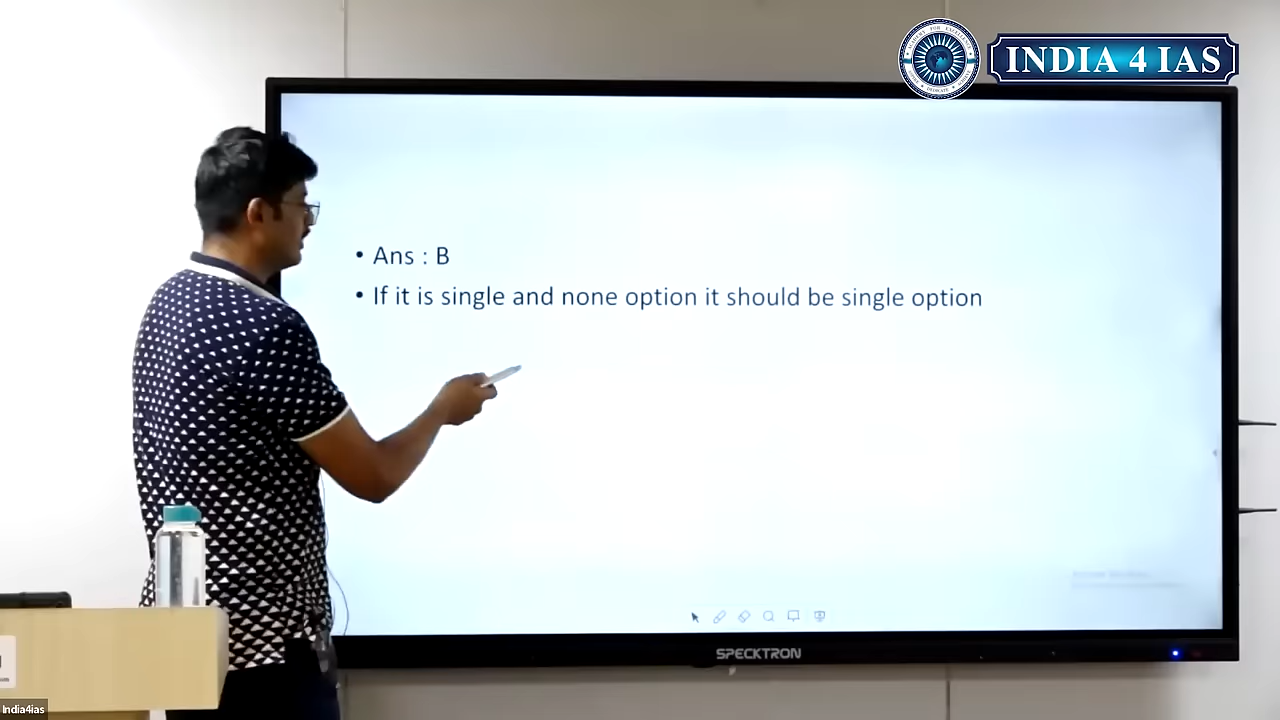 INDIA 4 IAS
• Ans : B
• If it is single and none option it should be single option
SPECKTRON
India4ias